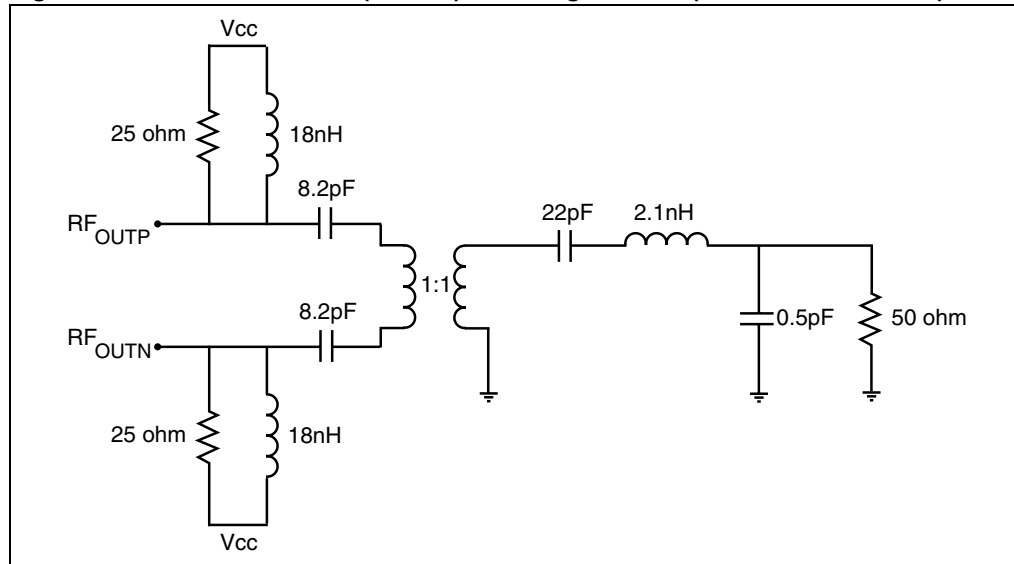 Vcc
25 ohm
18nH
8.2pF
RFOUTP
22pF
2.1nH
1:1
0.5pF
50 ohm
8.2pF
RFOUTN
25 ohm
18nH
Vcc